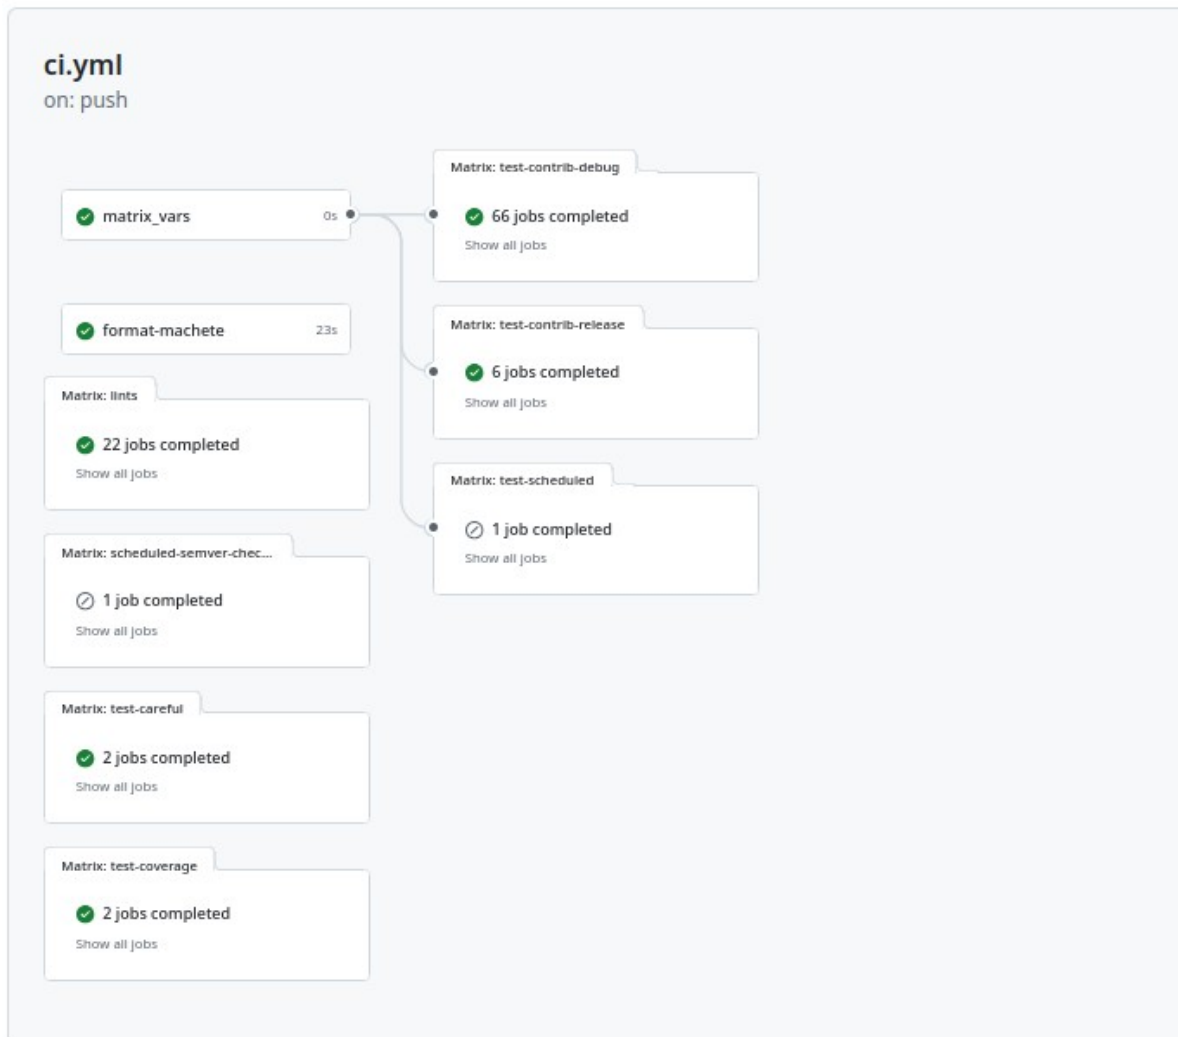 ci.yml
on: push
matrix_vars 0s
format-machete 23s
Matrix: lints
22 jobs completed
Show all jobs
Matrix: scheduled-semver-chec...
1 job completed
Show all jobs
Matrix: test-careful
2 jobs completed
Show all jobs
Matrix: test-coverage
2 jobs completed
Show all jobs
Matrix: test-contrib-debug
66 jobs completed
Show all jobs
Matrix: test-contrib-release
6 jobs completed
Show all jobs
Matrix: test-scheduled
1 job completed
Show all jobs